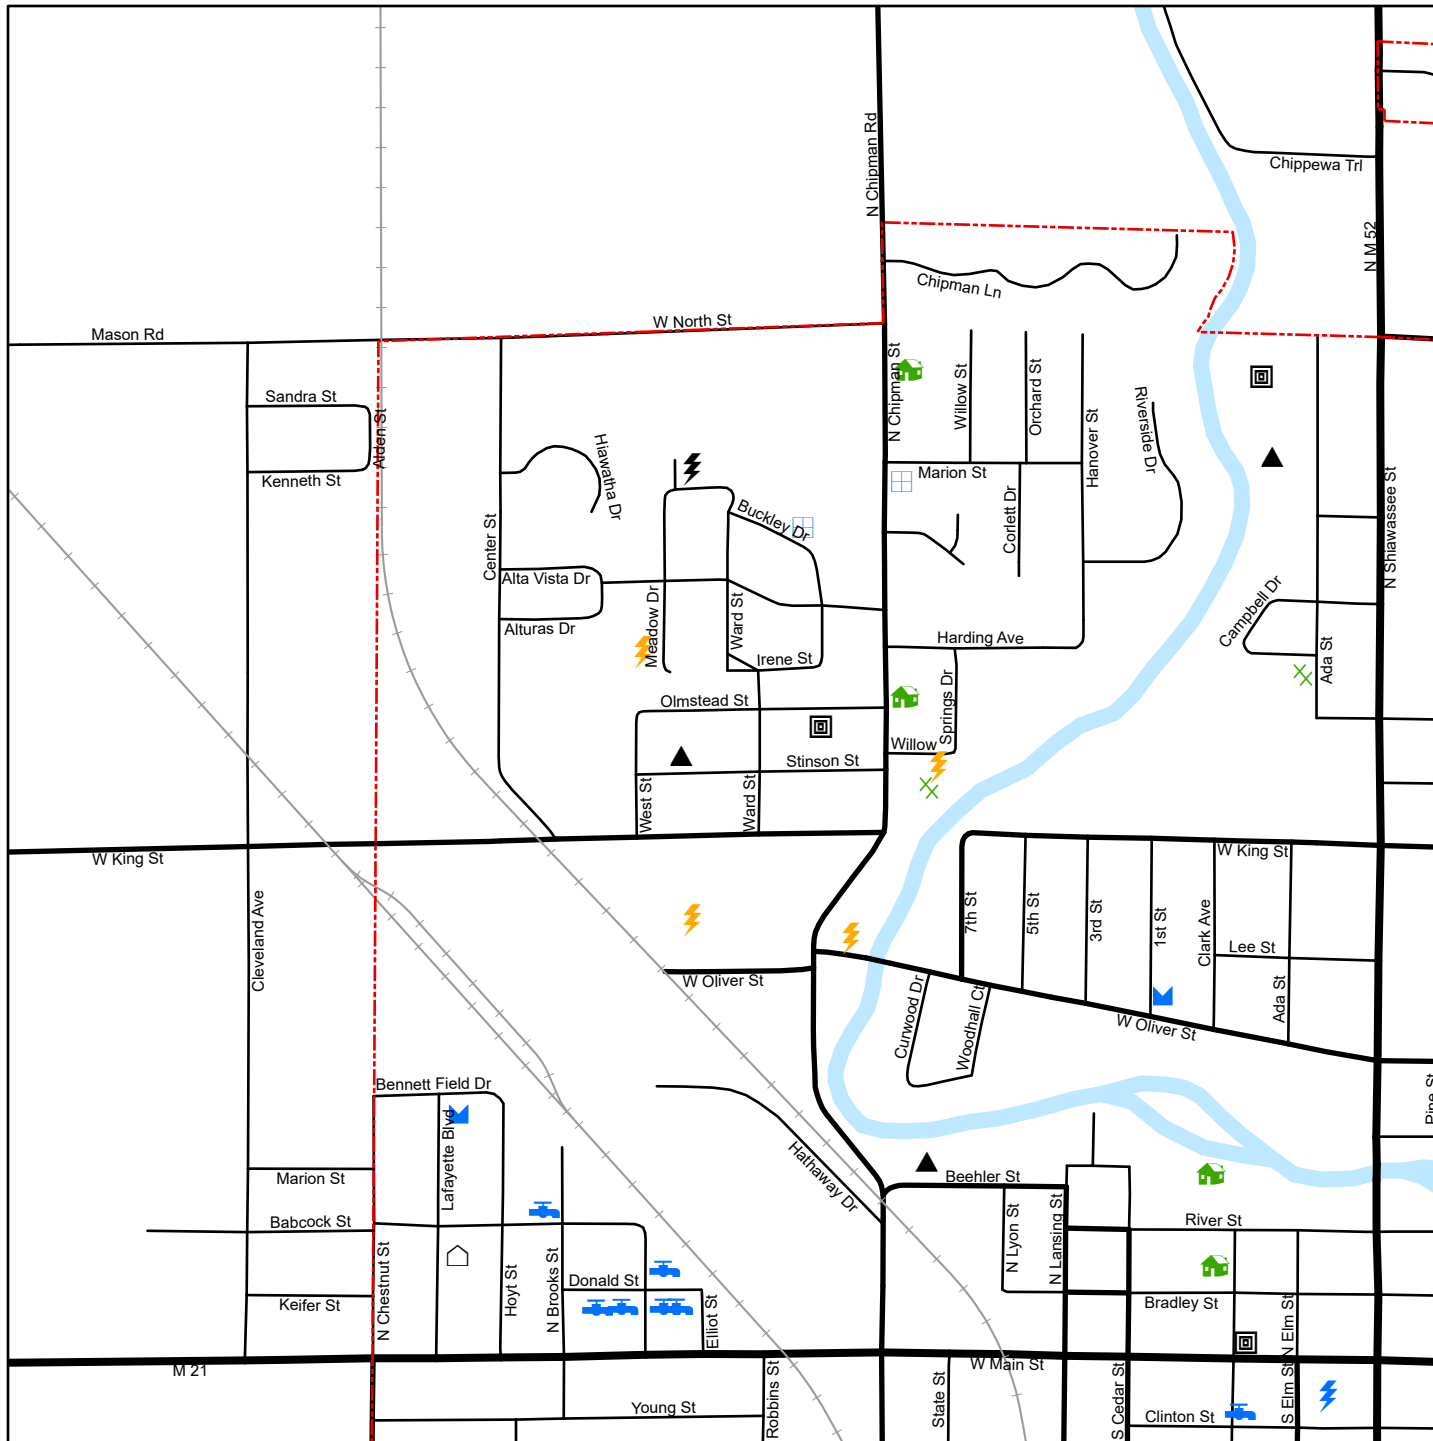 N Chipman Rd
Chippewa Trl
N M 52
Chipman Ln
W North St
Mason Rd
N Chipman St
Willow St
Orchard St
Hanover St
Riverside Dr
Sandra St
Alden St
Kenneth St
Hiawatha Dr
Marion St
Corlett Dr
Buckley Dr
N Shiawassee St
Center St
Alta Vista Dr
Alturas Dr
Meadow Dr
Ward St
Irene St
Harding Ave
Campbell Dr
Ada St
Olmstead St
Springs Dr
Willow
Stinson St
West St
Ward St
W King St
W King St
Cleveland Ave
7th St
5th St
3rd St
1st St
Clark Ave
Lee St
Ada St
W Oliver St
Curwood Dr
Woodhall Ct
W Oliver St
Bennett Field Dr
Pine St
Lafayette Blvd
Hathaway Dr
Marion St
Beehler St
Babcock St
River St
N Lyon St
N Lansing St
N Chestnut St
Hoyt St
N Brooks St
Donald St
Elliot St
Keifer St
Bradley St
N Elm St
M 21
W Main St
Robbins St
State St
S Cedar St
S Elm St
Young St
Clinton St